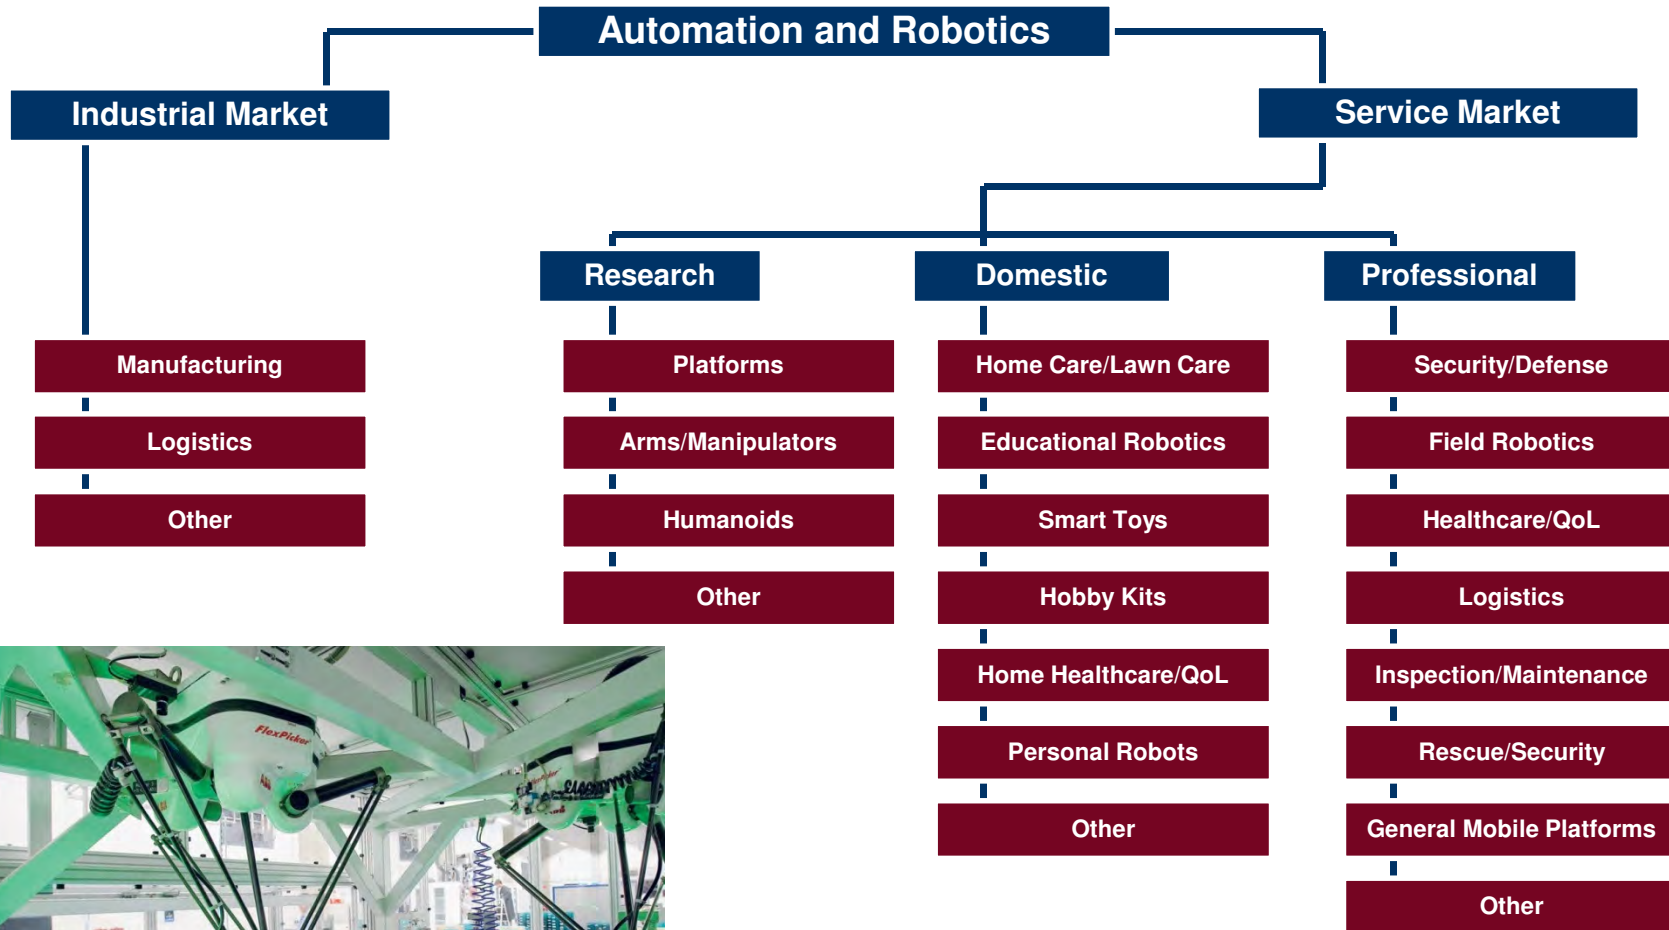 Automation and Robotics
Industrial Market
Service Market
Research
Domestic
Professional
Manufacturing
Logistics
Other
Platforms
Arms/Manipulators
Humanoids
Other
Home Care/Lawn Care
Educational Robotics
Smart Toys
Hobby Kits
Home Healthcare/QoL
Personal Robots
Other
Security/Defense
Field Robotics
Healthcare/QoL
Logistics
Inspection/Maintenance
Rescue/Security
General Mobile Platforms
Other
FlexPicker
ABB